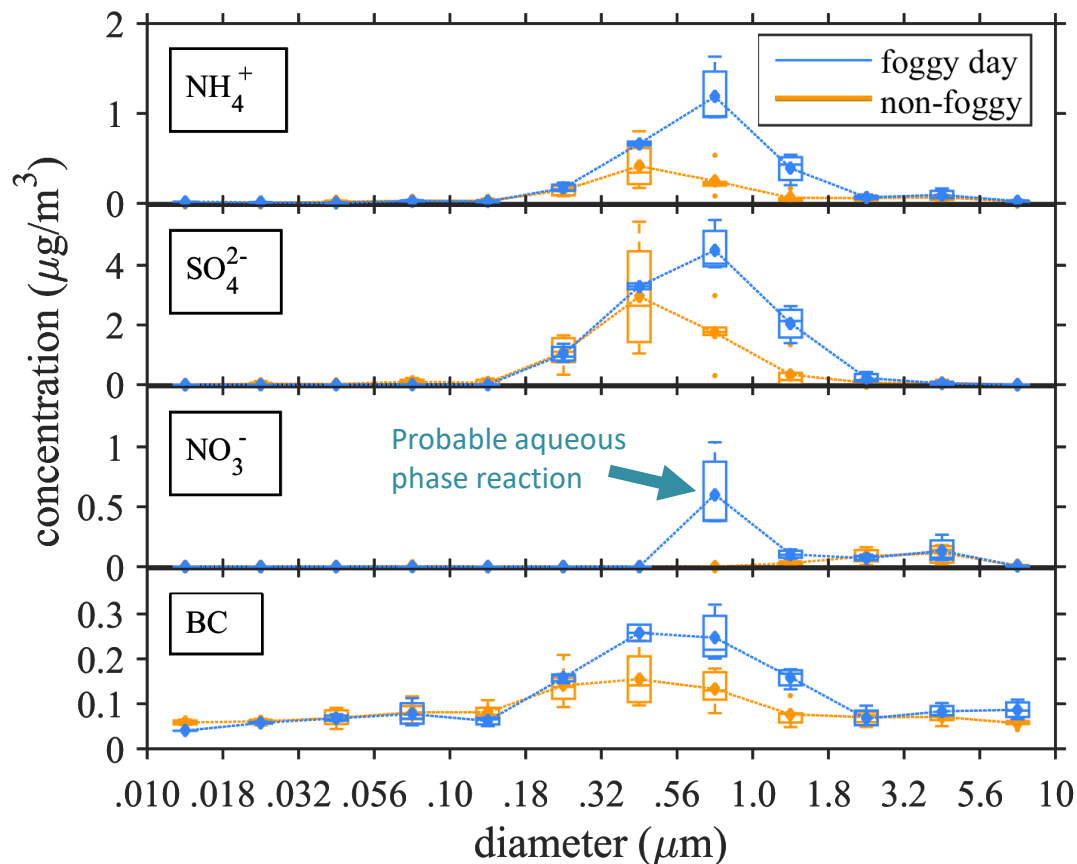 2
1
0
NH₄⁺
foggy day
non-foggy
4
2
0
SO₄²⁻
1
0.5
0
NO₃⁻
Probable aqueous
phase reaction
0.3
0.2
0.1
0
BC
concentration (μg/m³)
.010 .018 .032 .056 .10 .18 .32 .56 1.0 1.8 3.2 5.6 10
diameter (μm)